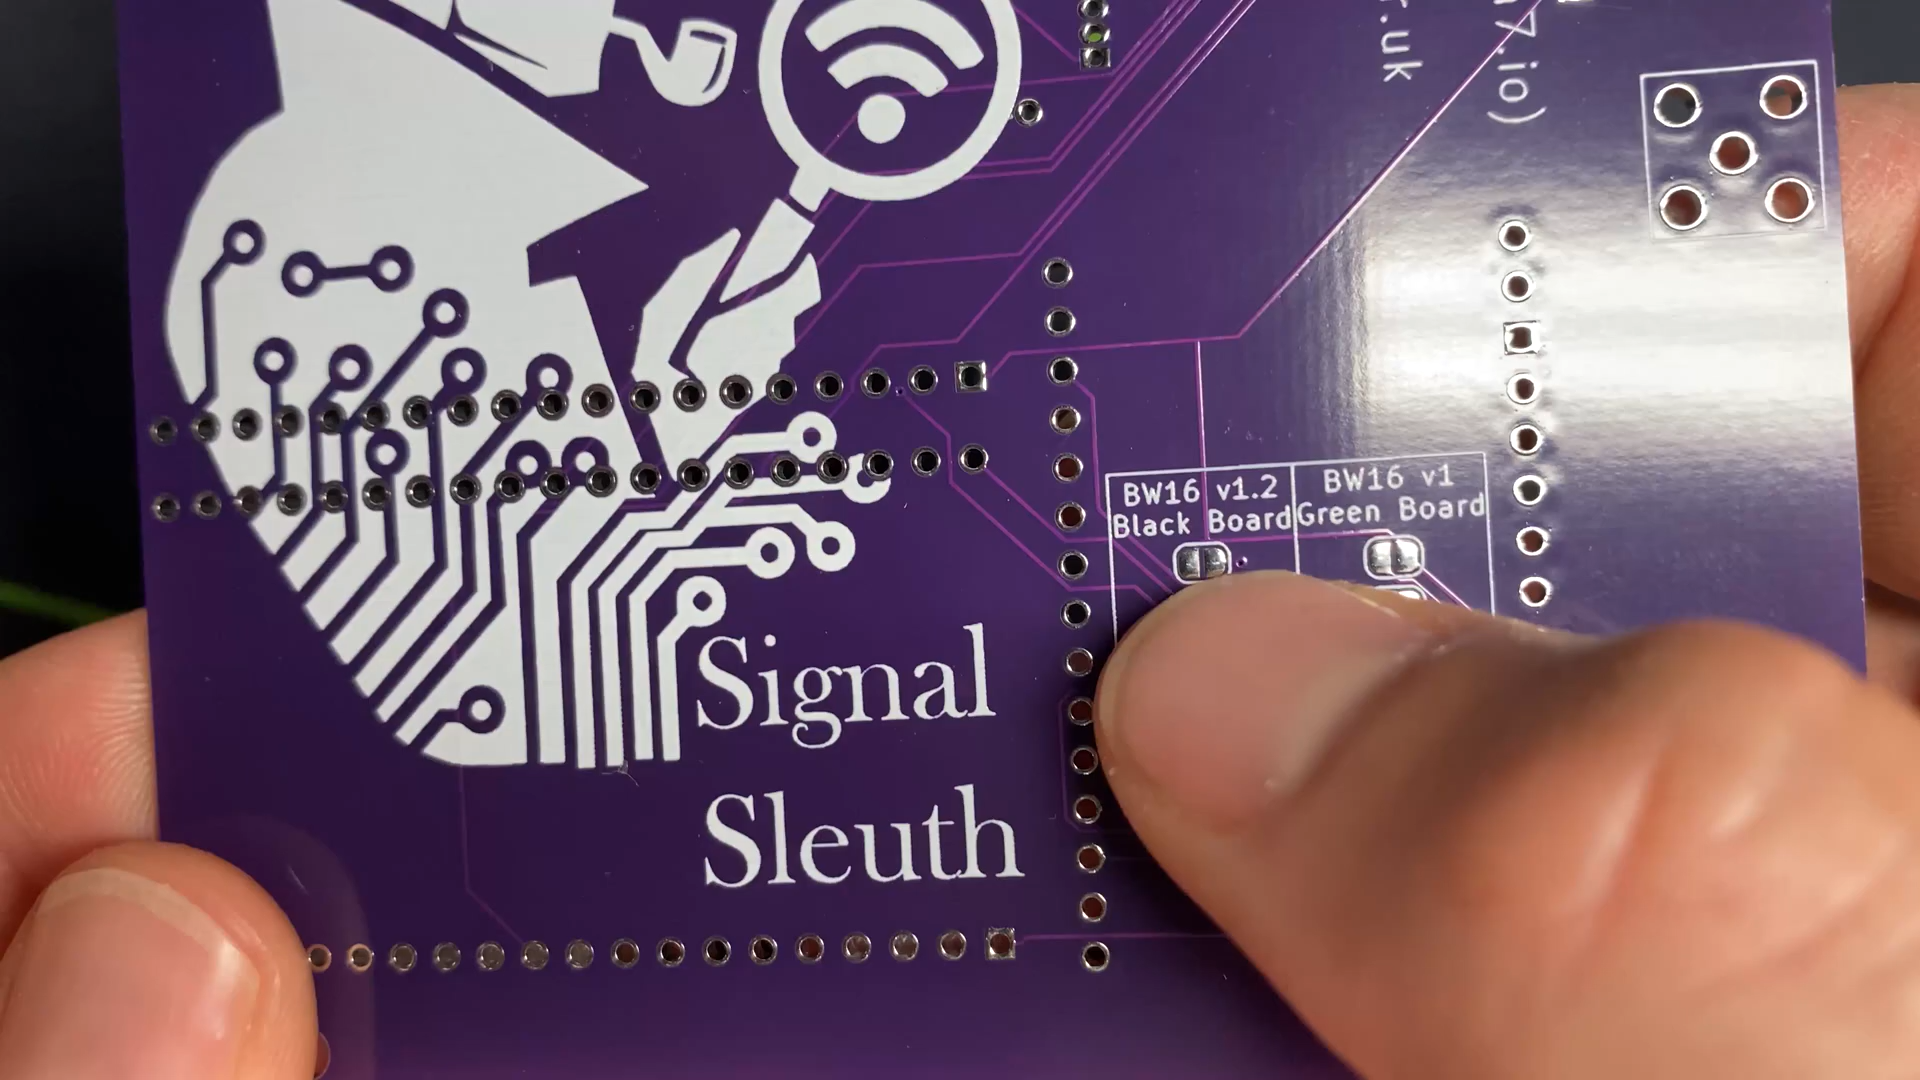 r.uk
7.io)
BW16 v1.2
Black Board
BW16 v1
Green Board
Signal
Sleuth